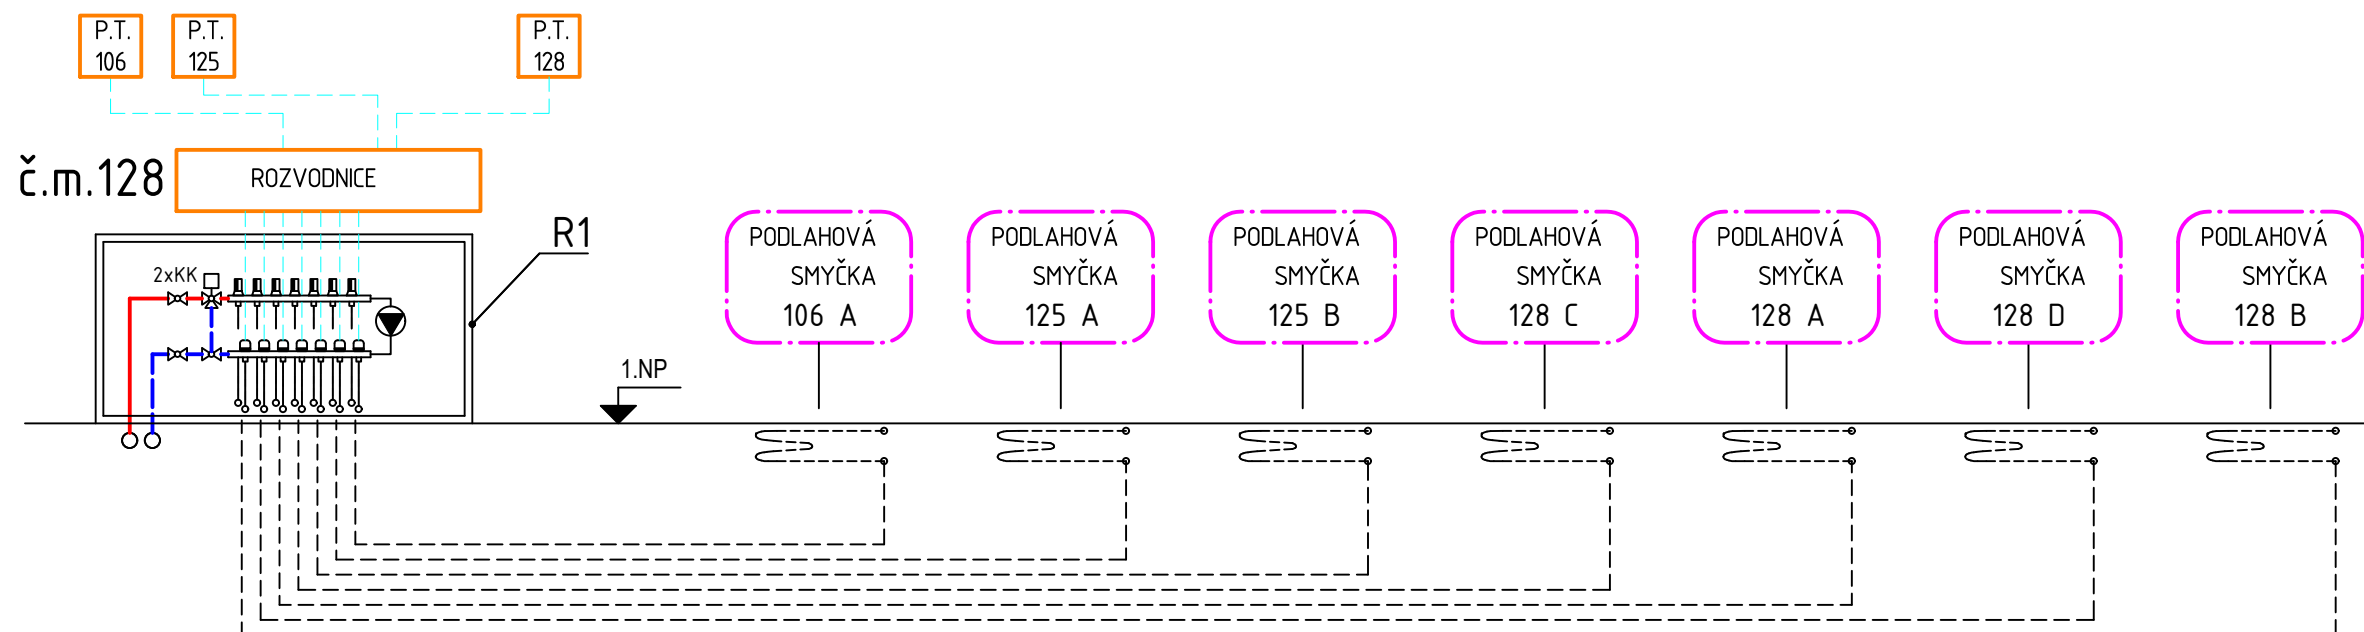 P.T.
106
P.T.
125
P.T.
128
č.m.128
ROZVODNICE
R1
2xKK
1.NP
PODLAHOVÁ
SMYČKA
106 A
PODLAHOVÁ
SMYČKA
125 A
PODLAHOVÁ
SMYČKA
125 B
PODLAHOVÁ
SMYČKA
128 C
PODLAHOVÁ
SMYČKA
128 A
PODLAHOVÁ
SMYČKA
128 D
PODLAHOVÁ
SMYČKA
128 B